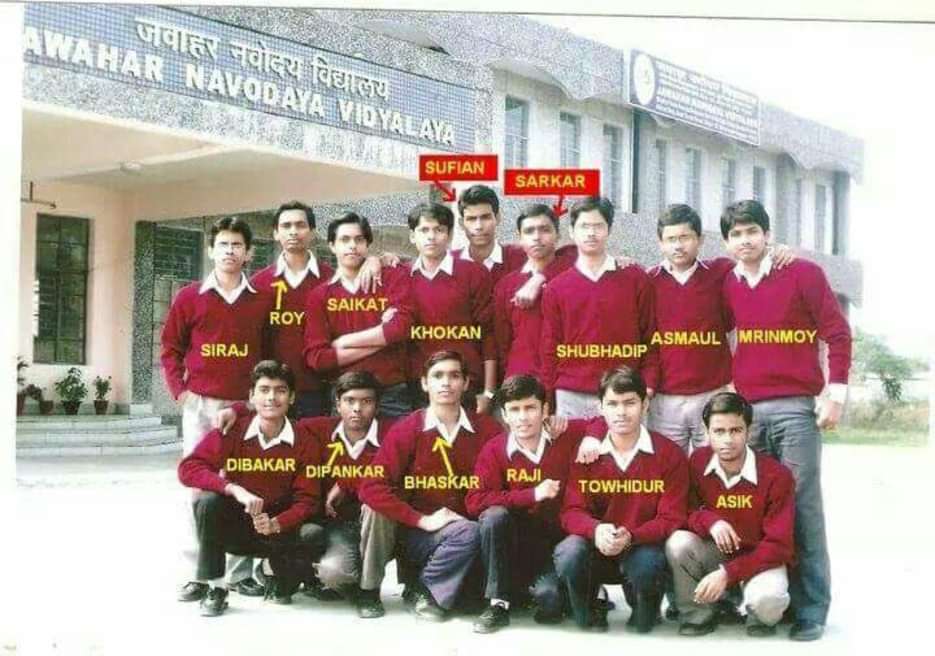 जवाहर नवोदय विद्यालय
AWAHAR NAVODAYA VIDYALAYA
SUFIAN
SARKAR
ROY
SAIKAT
SIRAJ
KHOKAN
SHUBHADIP
ASMAUL
MRINMOY
DIBAKAR
DIPANKAR
BHASKAR
RAJI
TOWHIDUR
ASIK